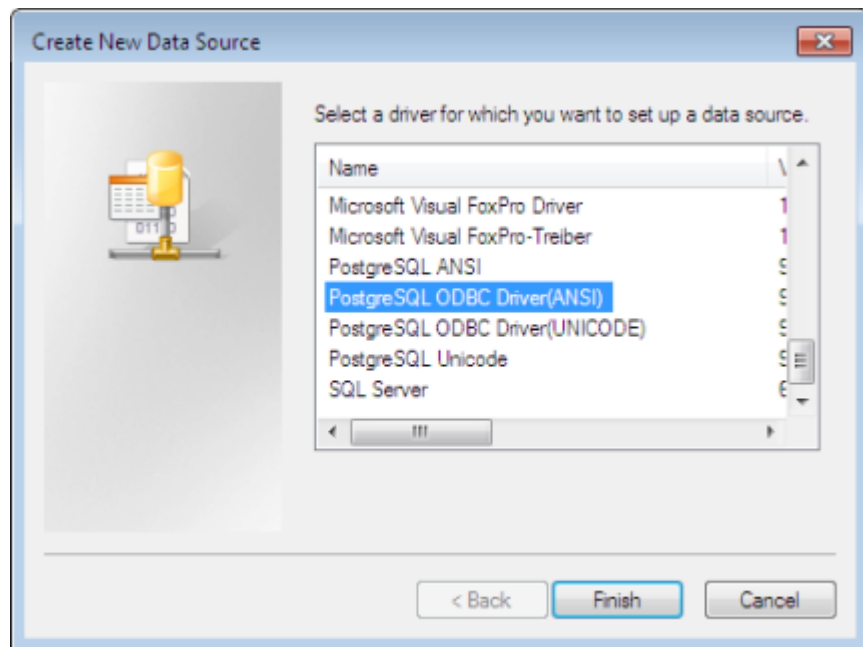 Create New Data Source
Select a driver for which you want to set up a data source.
Name
Microsoft Visual FoxPro Driver 1
Microsoft Visual FoxPro-Treiber 1
PostgreSQL ANSI
PostgreSQL ODBC Driver(ANSI)
PostgreSQL ODBC Driver(UNICODE)
PostgreSQL Unicode
SQL Server
< Back Finish Cancel